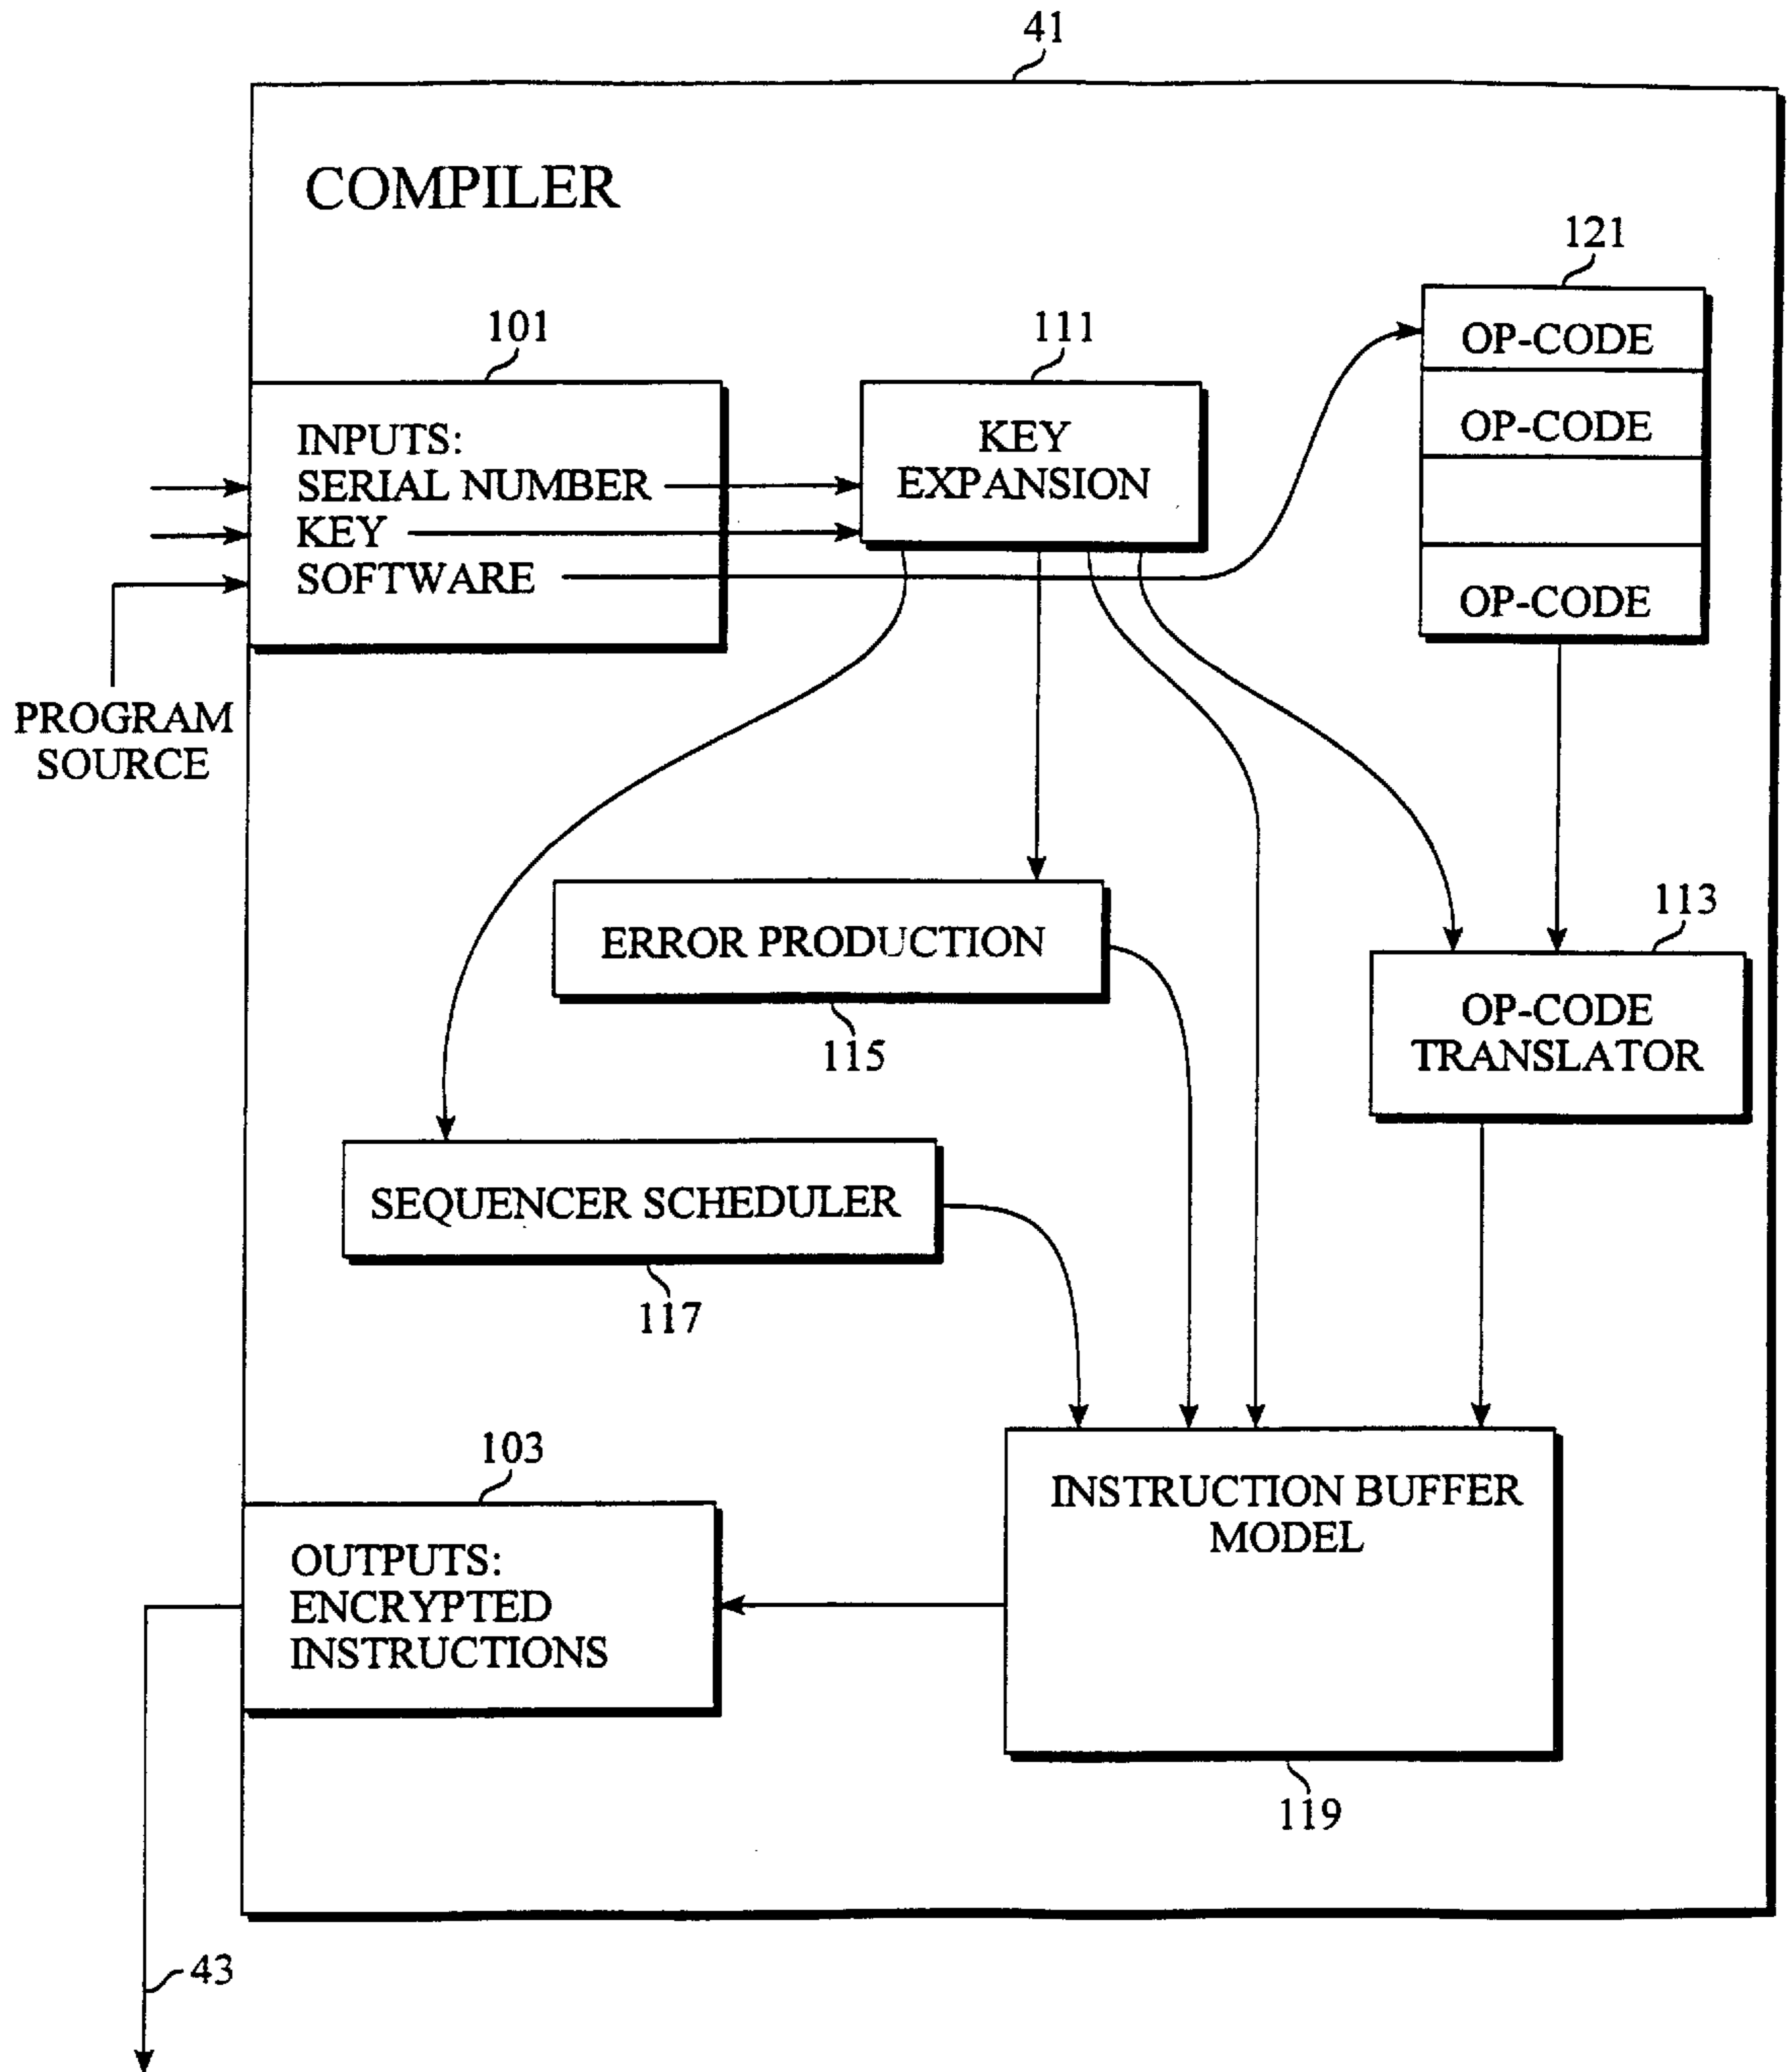 41
COMPILER
121
OP-CODE
OP-CODE
OP-CODE
101
INPUTS:
SERIAL NUMBER
KEY
SOFTWARE
111
KEY
EXPANSION
PROGRAM
SOURCE
ERROR PRODUCTION
115
113
OP-CODE
TRANSLATOR
SEQUENCER SCHEDULER
117
103
OUTPUTS:
ENCRYPTED
INSTRUCTIONS
INSTRUCTION BUFFER
MODEL
119
43